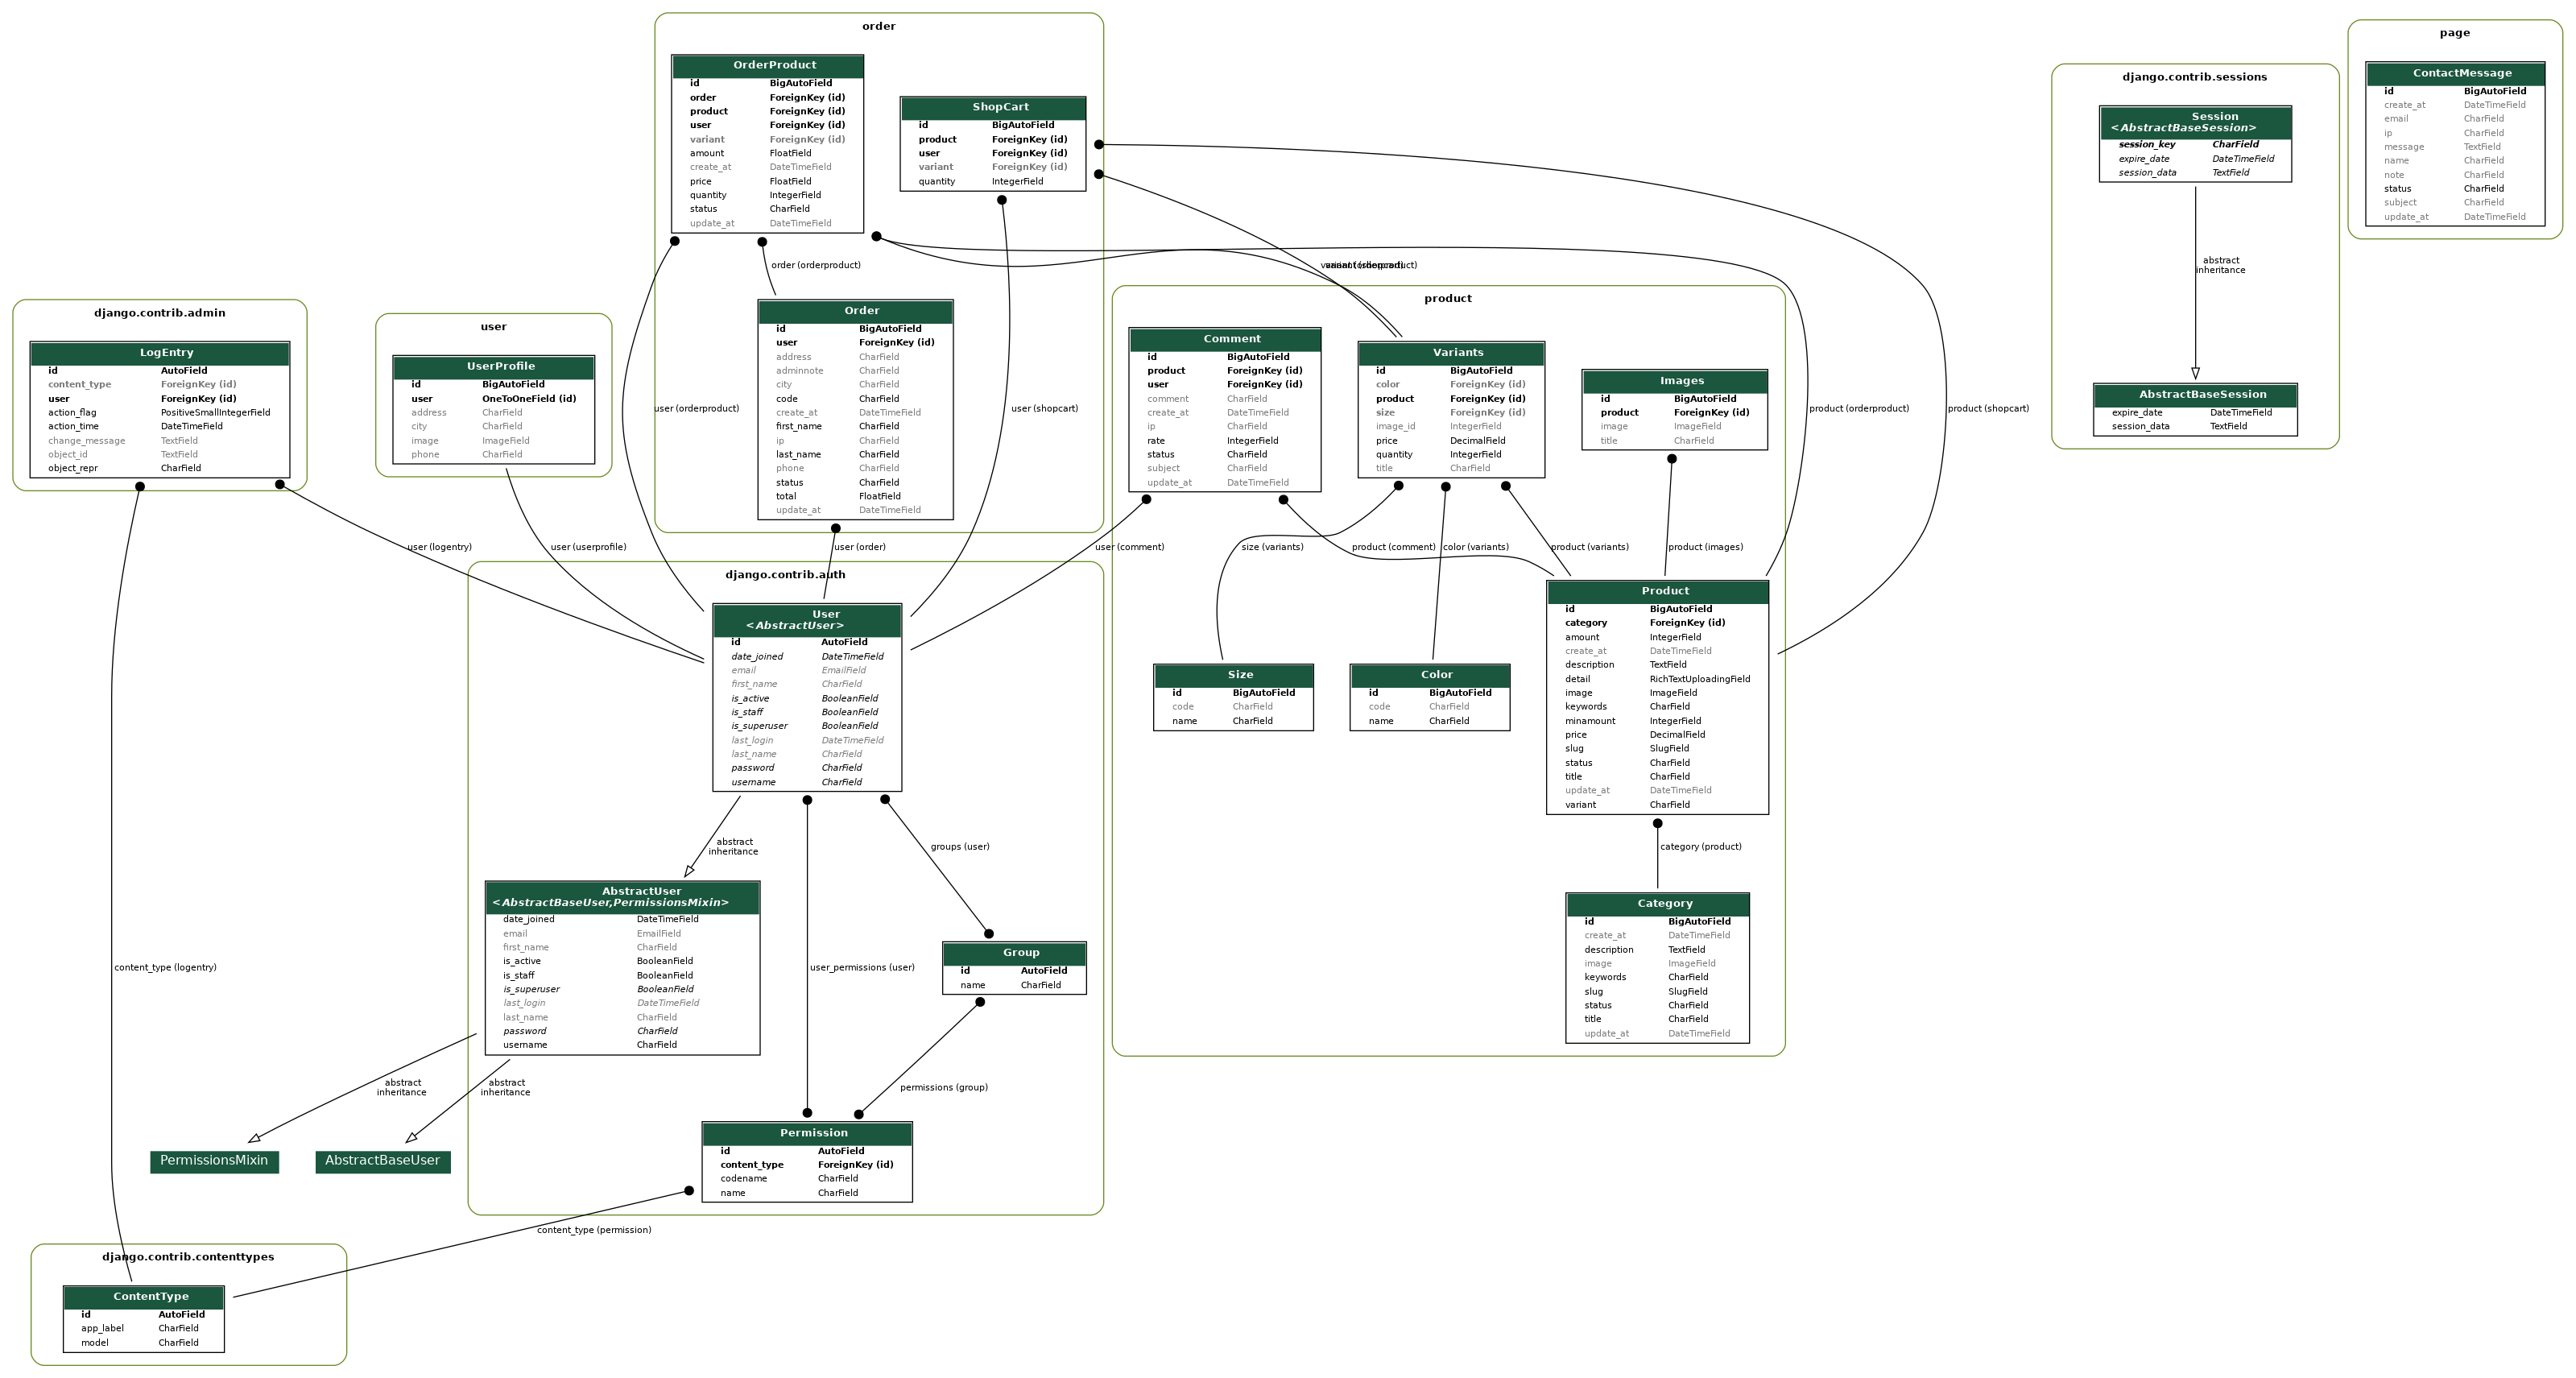 order
OrderProduct
id BigAutoField
order ForeignKey (id)
product ForeignKey (id)
user ForeignKey (id)
variant ForeignKey (id)
amount FloatField
create_at DateTimeField
price FloatField
quantity IntegerField
status CharField
update_at DateTimeField
ShopCart
id BigAutoField
product ForeignKey (id)
user ForeignKey (id)
variant ForeignKey (id)
quantity IntegerField
order (orderproduct)
Order
id BigAutoField
user ForeignKey (id)
address CharField
adminnote CharField
city CharField
code CharField
create_at DateTimeField
first_name CharField
ip CharField
last_name CharField
phone CharField
status CharField
total FloatField
update_at DateTimeField
user (orderproduct)
user (shopcart)
product (orderproduct)
product (shopcart)
django.contrib.admin
LogEntry
id AutoField
content_type ForeignKey (id)
user ForeignKey (id)
action_flag PositiveSmallIntegerField
action_time DateTimeField
change_message TextField
object_id TextField
object_repr CharField
user
UserProfile
id BigAutoField
user OneToOneField (id)
address CharField
city CharField
image ImageField
phone CharField
product
Comment
id BigAutoField
product ForeignKey (id)
user ForeignKey (id)
comment CharField
create_at DateTimeField
ip CharField
rate IntegerField
status CharField
subject CharField
update_at DateTimeField
Variants
id BigAutoField
color ForeignKey (id)
product ForeignKey (id)
size ForeignKey (id)
image_id IntegerField
price DecimalField
quantity IntegerField
title CharField
Images
id BigAutoField
product ForeignKey (id)
image ImageField
title CharField
user (logentry)
user (userprofile)
user (order)
user (comment)
size (variants)
product (comment)
color (variants)
product (variants)
product (images)
Size
id BigAutoField
code CharField
name CharField
Color
id BigAutoField
code CharField
name CharField
Product
id BigAutoField
category ForeignKey (id)
amount IntegerField
create_at DateTimeField
description TextField
detail RichTextUploadingField
image ImageField
keywords CharField
minamount IntegerField
price DecimalField
slug SlugField
status CharField
title CharField
update_at DateTimeField
variant CharField
category (product)
Category
id BigAutoField
create_at DateTimeField
description TextField
image ImageField
keywords CharField
slug SlugField
status CharField
title CharField
update_at DateTimeField
django.contrib.sessions
Session
<AbstractBaseSession>
session_key CharField
expire_date DateTimeField
session_data TextField
abstract
inheritance
AbstractBaseSession
expire_date DateTimeField
session_data TextField
page
ContactMessage
id BigAutoField
create_at DateTimeField
email CharField
ip CharField
message TextField
name CharField
note CharField
status CharField
subject CharField
update_at DateTimeField
django.contrib.auth
User
<AbstractUser>
id AutoField
date_joined DateTimeField
email EmailField
first_name CharField
is_active BooleanField
is_staff BooleanField
is_superuser BooleanField
last_login DateTimeField
last_name CharField
password CharField
username CharField
abstract
inheritance
groups (user)
AbstractUser
<AbstractBaseUser,PermissionsMixin>
date_joined DateTimeField
email EmailField
first_name CharField
is_active BooleanField
is_staff BooleanField
is_superuser BooleanField
last_login DateTimeField
last_name CharField
password CharField
username CharField
user_permissions (user)
Group
id AutoField
name CharField
content_type (logentry)
abstract
inheritance
abstract
inheritance
permissions (group)
PermissionsMixin
AbstractBaseUser
Permission
id AutoField
content_type ForeignKey (id)
codename CharField
name CharField
content_type (permission)
django.contrib.contenttypes
ContentType
id AutoField
app_label CharField
model CharField